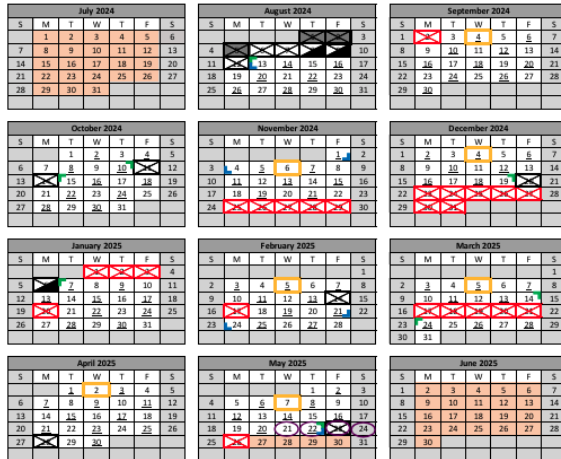 July 2024
S M T W T F S
1 2 3 4 5 6
7 8 9 10 11 12 13
14 15 16 17 18 19 20
21 22 23 24 25 26 27
28 29 30 31
August 2024
S M T W T F S
3
4 10
11 13 14 15 16 17
18 19 20 21 22 23 24
25 26 27 28 29 30 31
September 2024
S M T W T F S
1 2 3 4 5 6 7
8 9 10 11 12 13 14
15 16 17 18 19 20 21
22 23 24 25 26 27 28
29 30
October 2024
S M T W T F S
1 2 3 4 5
6 7 8 9 10 12
13 15 16 17 18 19
20 21 22 23 24 25 26
27 28 29 30 31
November 2024
S M T W T F S
1 2
3 4 5 6 7 8 9
10 11 12 13 14 15 16
17 18 19 20 21 22 23
24 25 26 27 28 29 30
December 2024
S M T W T F S
1 2 3 4 5 6 7
8 9 10 11 12 13 14
15 16 17 18 19 21
22 23 24 25 26 27 28
29 30 31
January 2025
S M T W T F S
1 2 3 4
5 7 8 9 10 11
12 13 14 15 16 17 18
19 20 21 22 23 24 25
26 27 28 29 30 31
February 2025
S M T W T F S
1
2 3 4 5 6 7 8
9 10 11 12 13 15
16 17 18 19 20 21 22
23 24 25 26 27 28
March 2025
S M T W T F S
1
2 3 4 5 6 7 8
9 10 11 12 13 14 15
16 17 18 19 20 21 22
23 24 25 26 27 28 29
30 31
April 2025
S M T W T F S
1 2 3 4 5
6 7 8 9 10 11 12
13 14 15 16 17 18 19
20 21 22 23 24 25 26
27 29 30
May 2025
S M T W T F S
1 2 3
4 5 6 7 8 9 10
11 12 13 14 15 16 17
18 19 20 21 22 24
25 26 27 28 29 30 31
June 2025
S M T W T F S
1 2 3 4 5 6 7
8 9 10 11 12 13 14
15 16 17 18 19 20 21
22 23 24 25 26 27 28
29 30